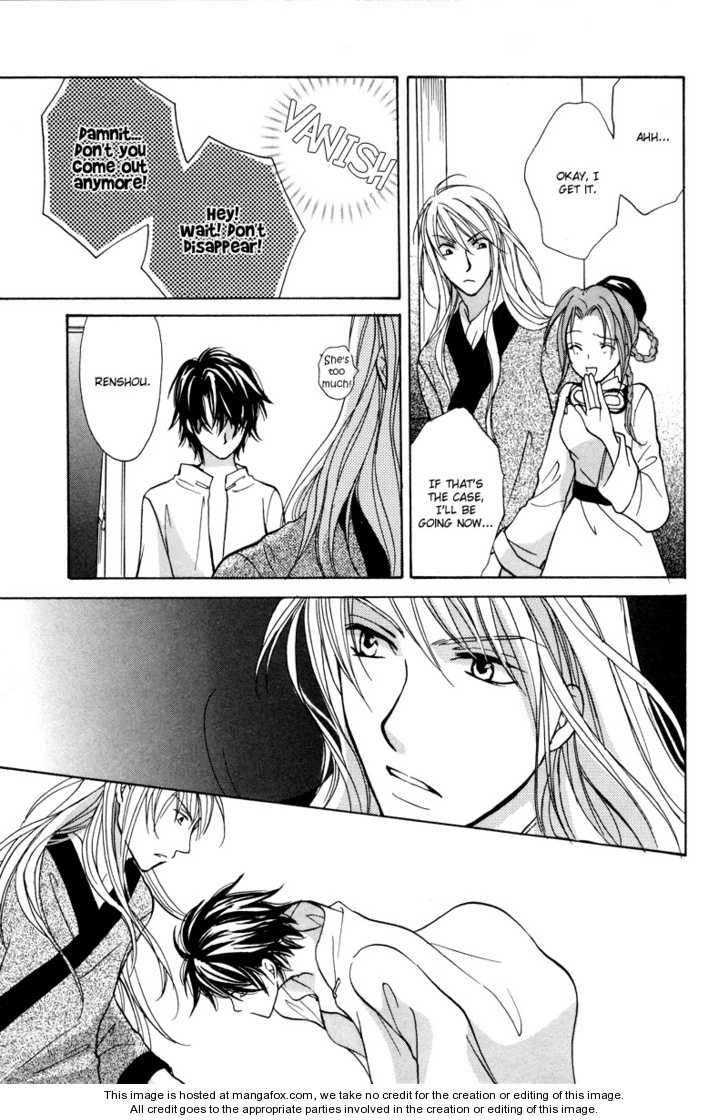 AHH...
OKAY, I
GET IT.
IF THAT'S
THE CASE,
I'LL BE
GOING NOW...
VANISH
Hey!
Wait! Don't
Disappear!
Damnit...
Don't you
come out
anymore!
She's
too
much!
RENSHOU.
This image is hosted at mangafox.com, we take no credit for the creation or editing of this image.
All credit goes to the appropriate parties involved in the creation or editing of this image.